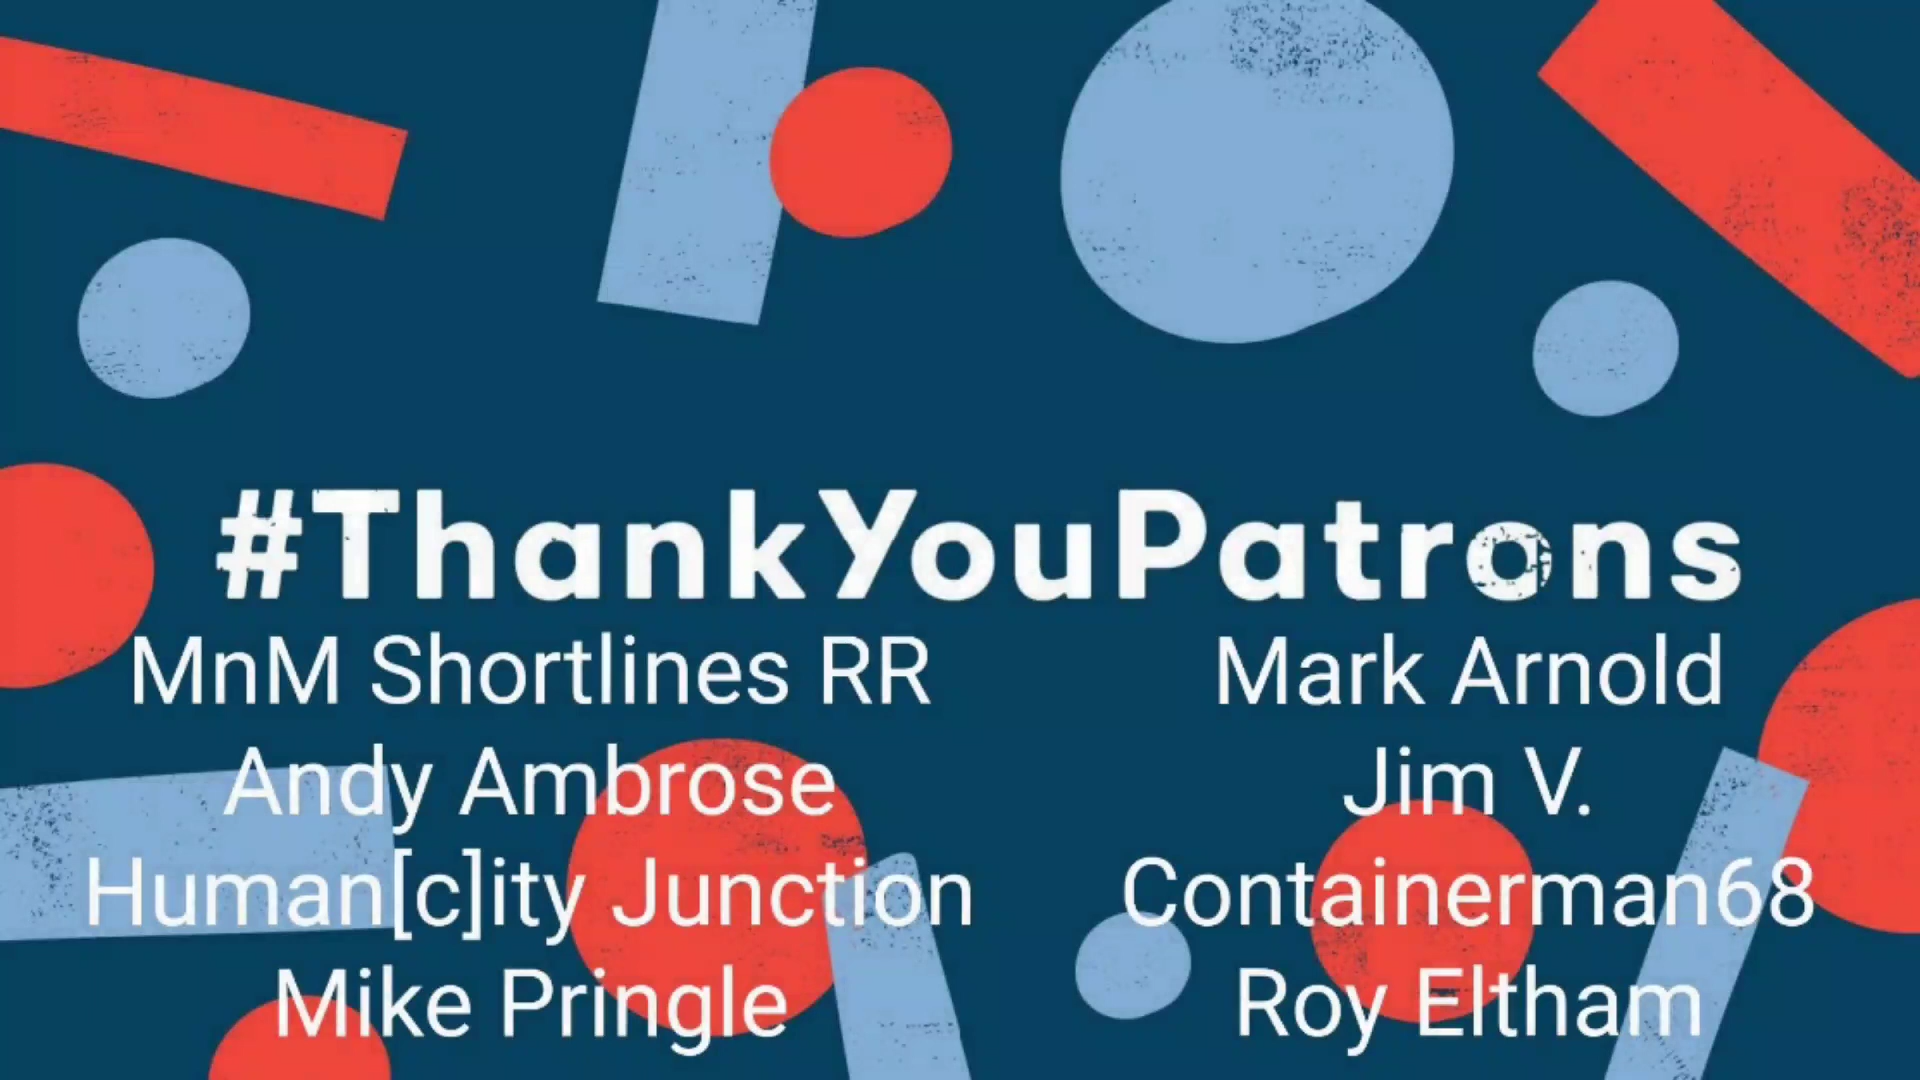 #ThankYouPatrons
MnM Shortlines RR
Andy Ambrose
Human[c]ity Junction
Mike Pringle
Mark Arnold
Jim V.
Containerman68
Roy Eltham